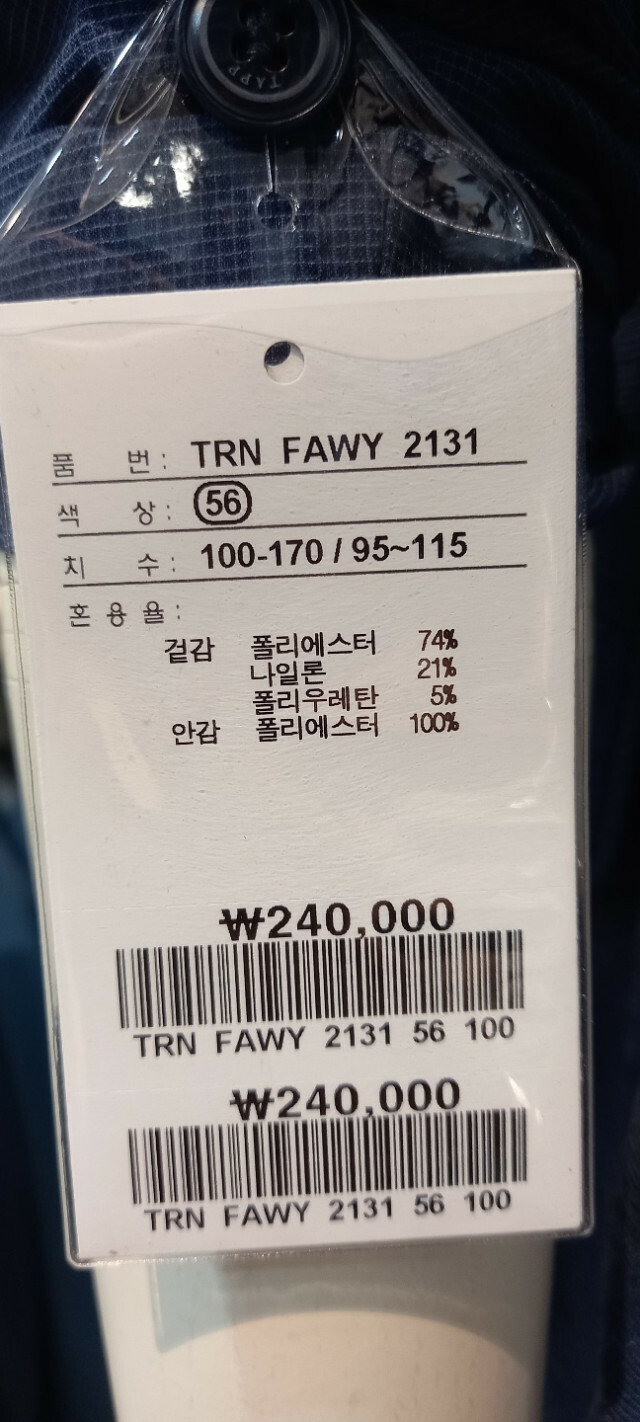 TAPP
품 번 : TRN FAWY 2131
색 상 : 56
치 수 : 100-170 / 95~115
혼 용 율 :
겉감 폴리에스터 74%
나일론 21%
폴리우레탄 5%
안감 폴리에스터 100%
₩240,000
TRN FAWY 2131 56 100
₩240,000
TRN FAWY 2131 56 100